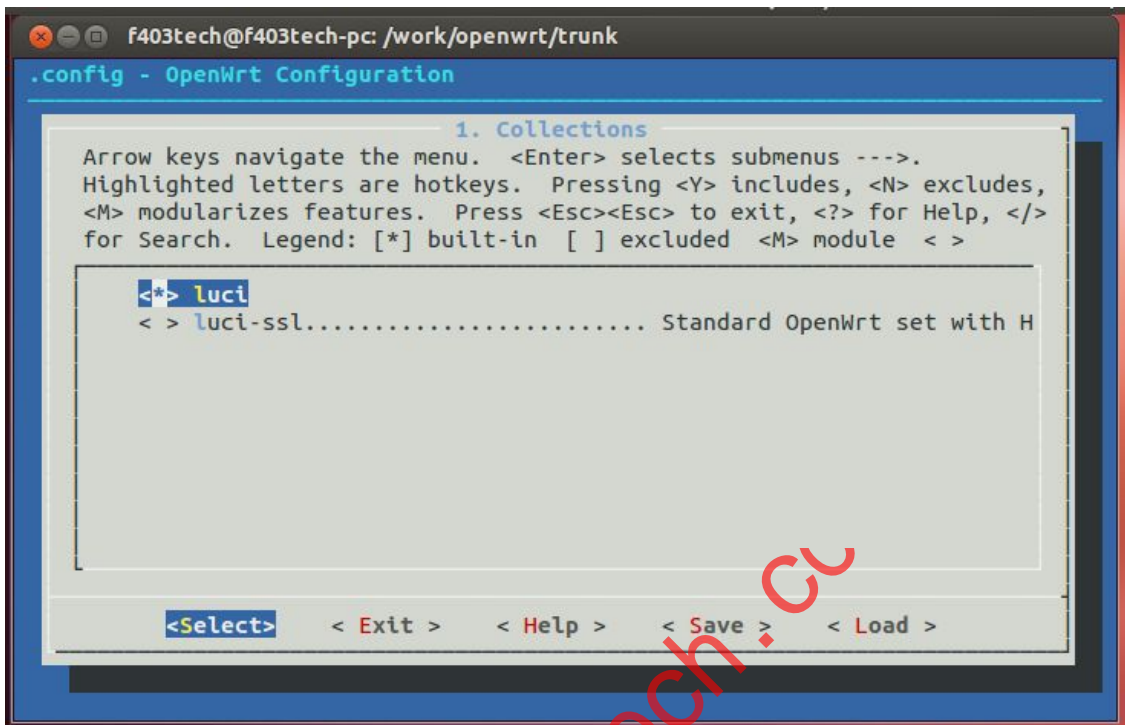 f403tech@f403tech-pc: /work/openwrt/trunk
.config - OpenWrt Configuration
1. Collections
Arrow keys navigate the menu. <Enter> selects submenus --->.
Highlighted letters are hotkeys. Pressing <Y> includes, <N> excludes,
<M> modularizes features. Press <Esc><Esc> to exit, <?> for Help, </>
for Search. Legend: [*] built-in [ ] excluded <M> module < >
<*> luci
< > luci-ssl......................... Standard OpenWrt set with H
<Select> < Exit > < Help > < Save > < Load >